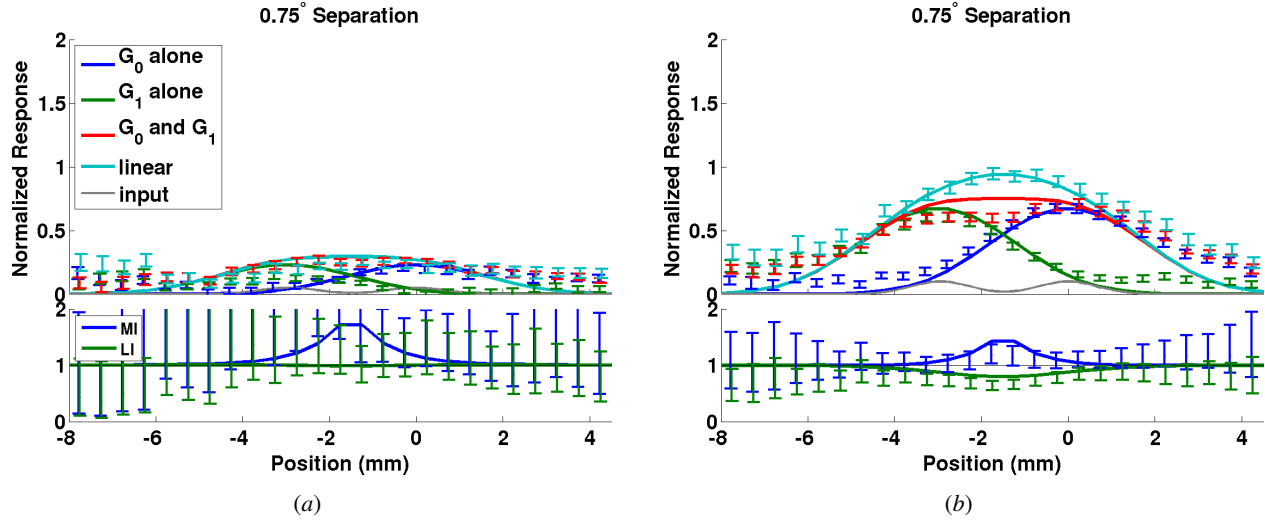 0.75° Separation
2
1.5
1
0.5
0
Normalized Response
G0 alone
G1 alone
G0 and G1
linear
input
2
1
0
MI
LI
-8 -6 -4 -2 0 2 4
Position (mm)
(a)
0.75° Separation
2
1.5
1
0.5
0
Normalized Response
2
1
0
-8 -6 -4 -2 0 2 4
Position (mm)
(b)